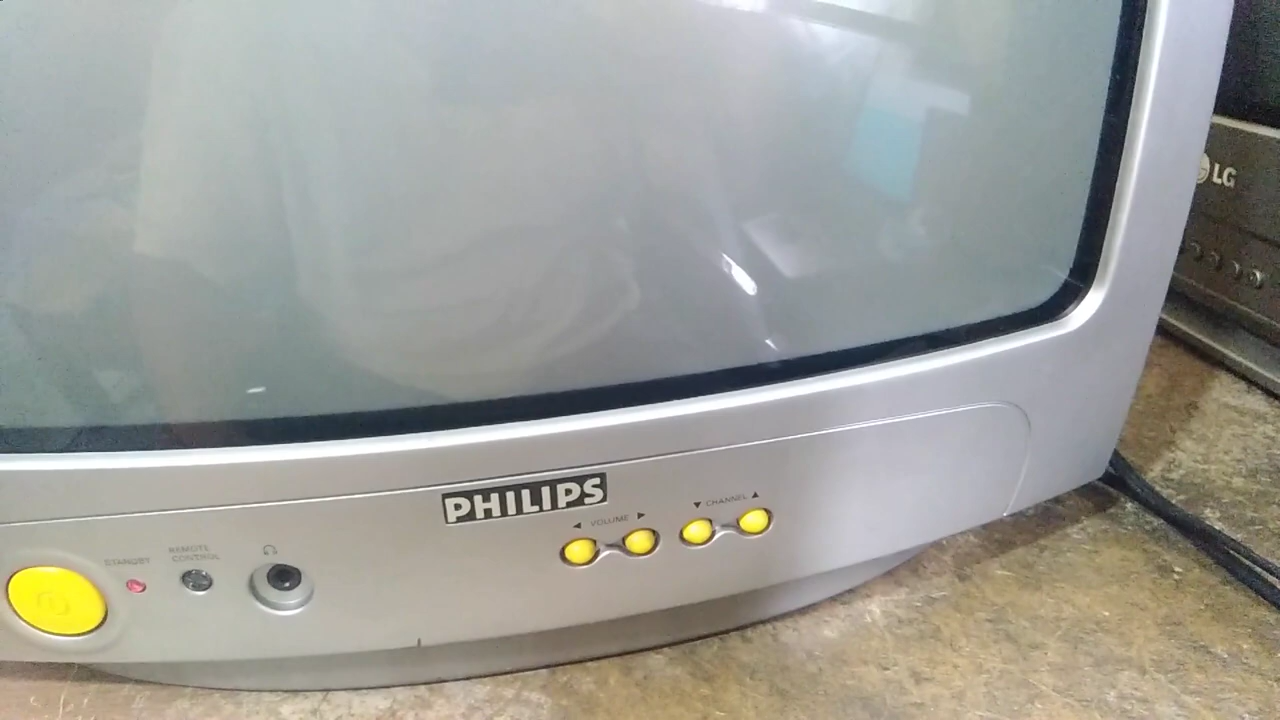 LG
PHILIPS
◀ VOLUME ▶
▼ CHANNEL ▲
STANDBY
REMOTE
CONTROL